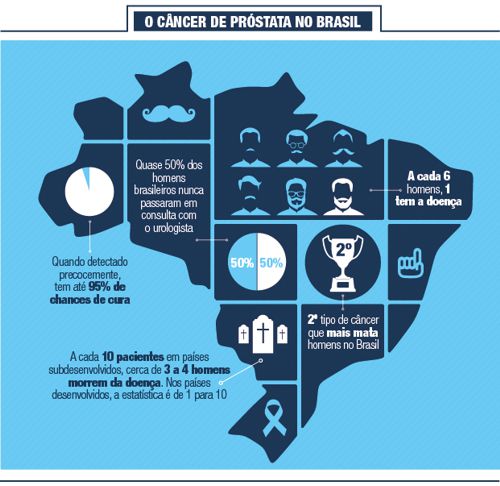 O CÂNCER DE PRÓSTATA NO BRASIL
Quase 50% dos
homens
brasileiros nunca
passaram em
consulta com
o urologista
A cada 6
homens, 1
tem a doença
Quando detectado
precocemente,
tem até 95% de
chances de cura
50% 50%
2º
2º tipo de câncer
que mais mata
homens no Brasil
A cada 10 pacientes em países
subdesenvolvidos, cerca de 3 a 4 homens
morrem da doença. Nos países
desenvolvidos, a estatística é de 1 para 10